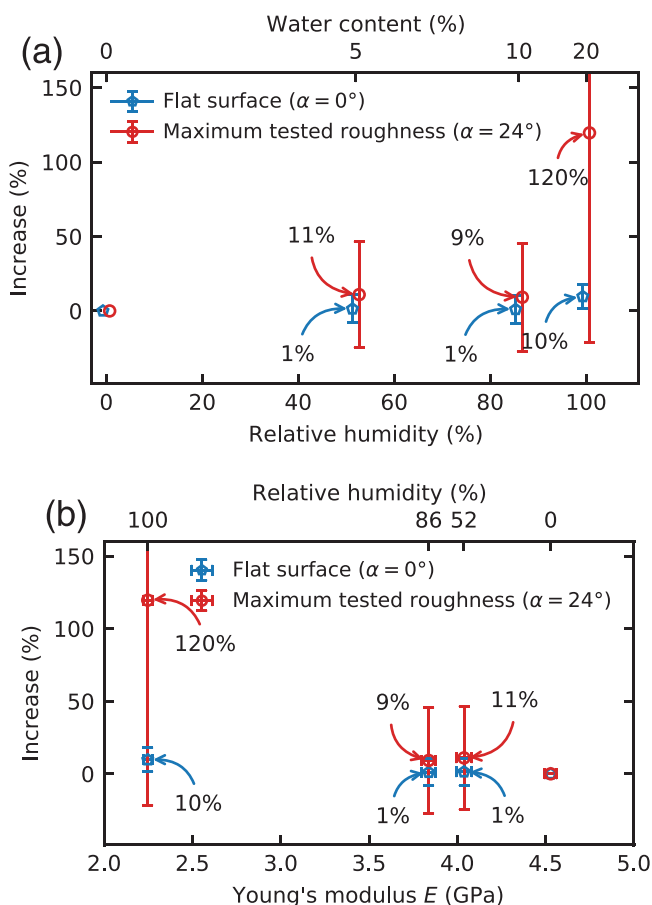 (a)
Water content (%)
0 5 10 20
150
100
50
0
Increase (%)
Flat surface (α = 0°)
Maximum tested roughness (α = 24°)
120%
11%
9%
1%
1%
10%
0 20 40 60 80 100
Relative humidity (%)
(b)
Relative humidity (%)
100 86 52 0
150
100
50
0
Increase (%)
Flat surface (α = 0°)
Maximum tested roughness (α = 24°)
120%
9%
11%
10%
1%
1%
2.0 2.5 3.0 3.5 4.0 4.5 5.0
Young's modulus E (GPa)